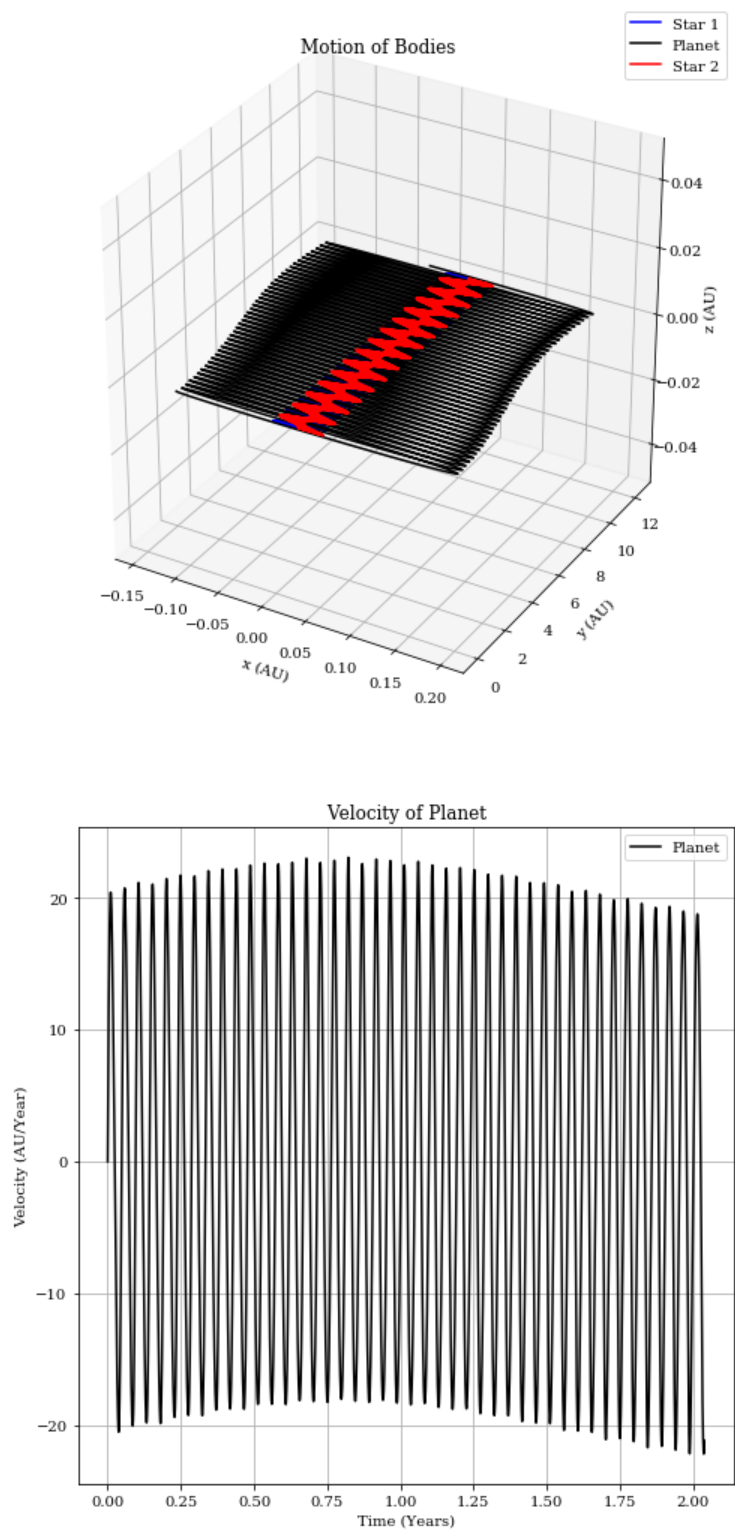 Star 1
Planet
Star 2
Motion of Bodies
0.04
0.02
0.00
−0.02
−0.04
z (AU)
12
10
8
6
4
2
0
y (AU)
−0.15
−0.10
−0.05
0.00
0.05
0.10
0.15
0.20
x (AU)
Velocity of Planet
Planet
20
10
0
−10
−20
Velocity (AU/Year)
0.00 0.25 0.50 0.75 1.00 1.25 1.50 1.75 2.00
Time (Years)